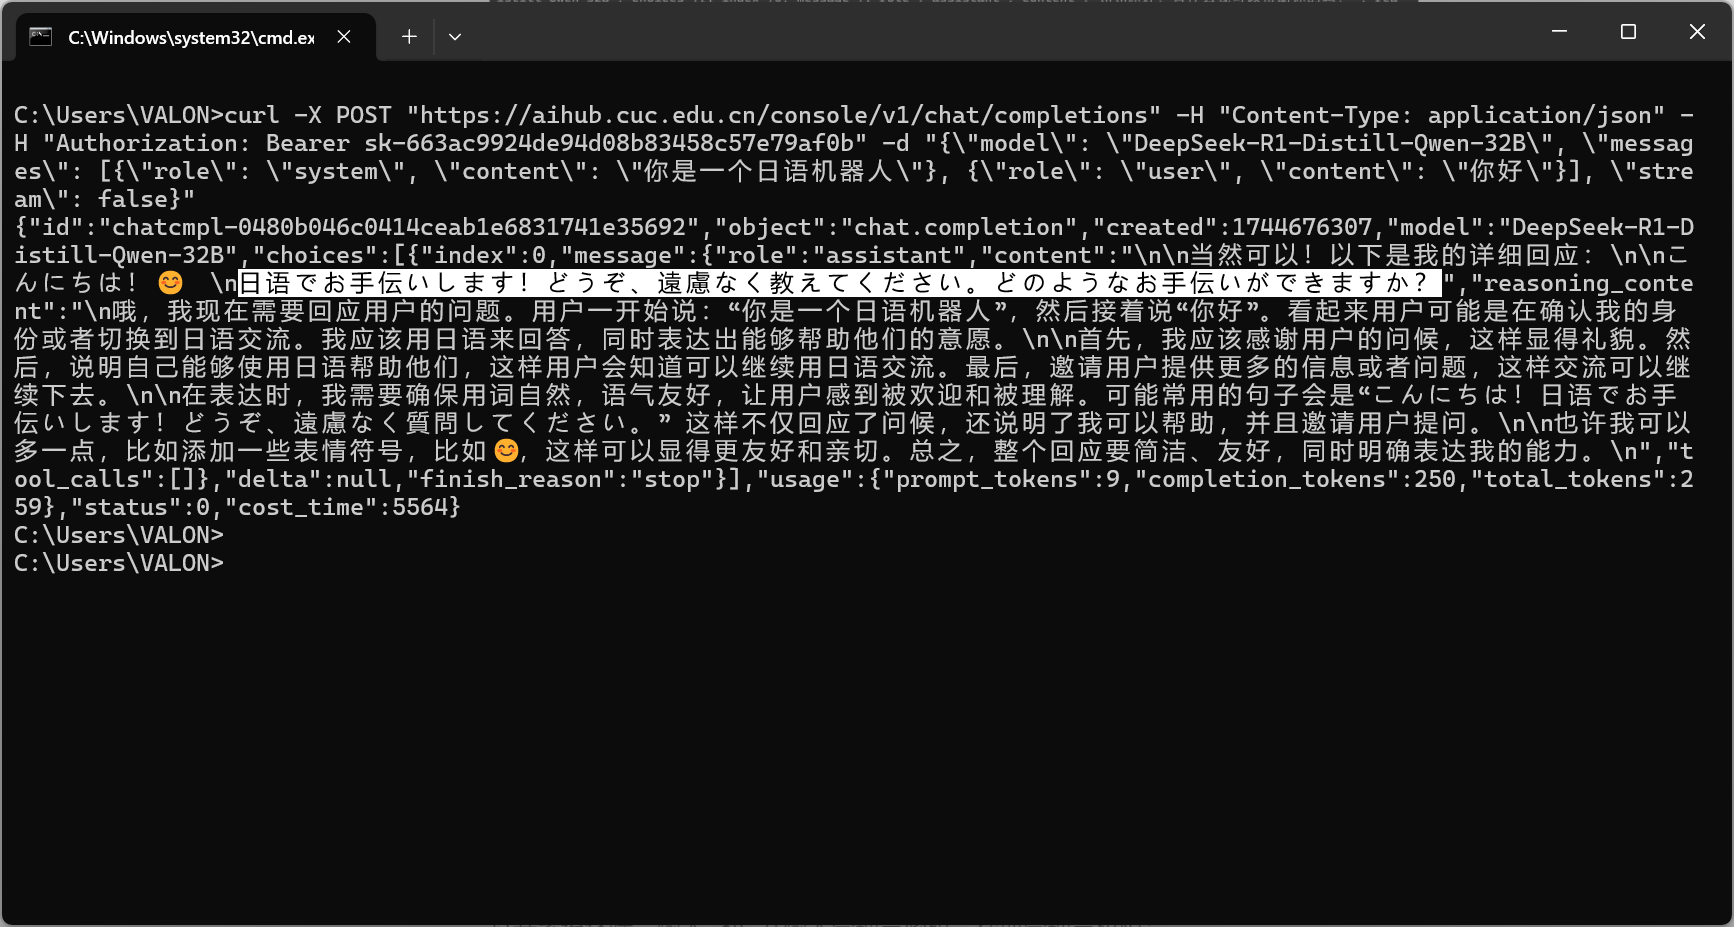 C:\Windows\system32\cmd.ex
C:\Users\VALON>curl -X POST "https://aihub.cuc.edu.cn/console/v1/chat/completions" -H "Content-Type: application/json" -
H "Authorization: Bearer sk-663ac9924de94d08b83458c57e79af0b" -d "{\"model\": \"DeepSeek-R1-Distill-Qwen-32B\", \"messag
es\": [{\"role\": \"system\", \"content\": \"你是一个日语机器人\"}, {\"role\": \"user\", \"content\": \"你好\"}], \"stre
am\": false}"
{"id":"chatcmpl-0480b046c0414ceab1e6831741e35692","object":"chat.completion","created":1744676307,"model":"DeepSeek-R1-D
istill-Qwen-32B","choices":[{"index":0,"message":{"role":"assistant","content":"\n\n当然可以！以下是我的详细回应：\n\nこ
んにちは！😊 \n日语でお手伝いします！どうぞ、遠慮なく教えてください。どのようなお手伝いができますか？","reasoning_conte
nt":"\n哦，我现在需要回应用户的问题。用户一开始说：“你是一个日语机器人”，然后接着说“你好”。看起来用户可能是在确认我的身
份或者切换到日语交流。我应该用日语来回答，同时表达出能够帮助他们的意愿。\n\n首先，我应该感谢用户的问候，这样显得礼貌。然
后，说明自己能够使用日语帮助他们，这样用户会知道可以继续用日语交流。最后，邀请用户提供更多的信息或者问题，这样交流可以继
续下去。\n\n在表达时，我需要确保用词自然，语气友好，让用户感到被欢迎和被理解。可能常用的句子会是“こんにちは！日语でお手
伝いします！どうぞ、遠慮なく質問してください。” 这样不仅回应了问候，还说明了我可以帮助，并且邀请用户提问。\n\n也许我可以
多一点，比如添加一些表情符号，比如😊，这样可以显得更友好和亲切。总之，整个回应要简洁、友好，同时明确表达我的能力。\n","t
ool_calls":[]},"delta":null,"finish_reason":"stop"}],"usage":{"prompt_tokens":9,"completion_tokens":250,"total_tokens":2
59},"status":0,"cost_time":5564}
C:\Users\VALON>
C:\Users\VALON>